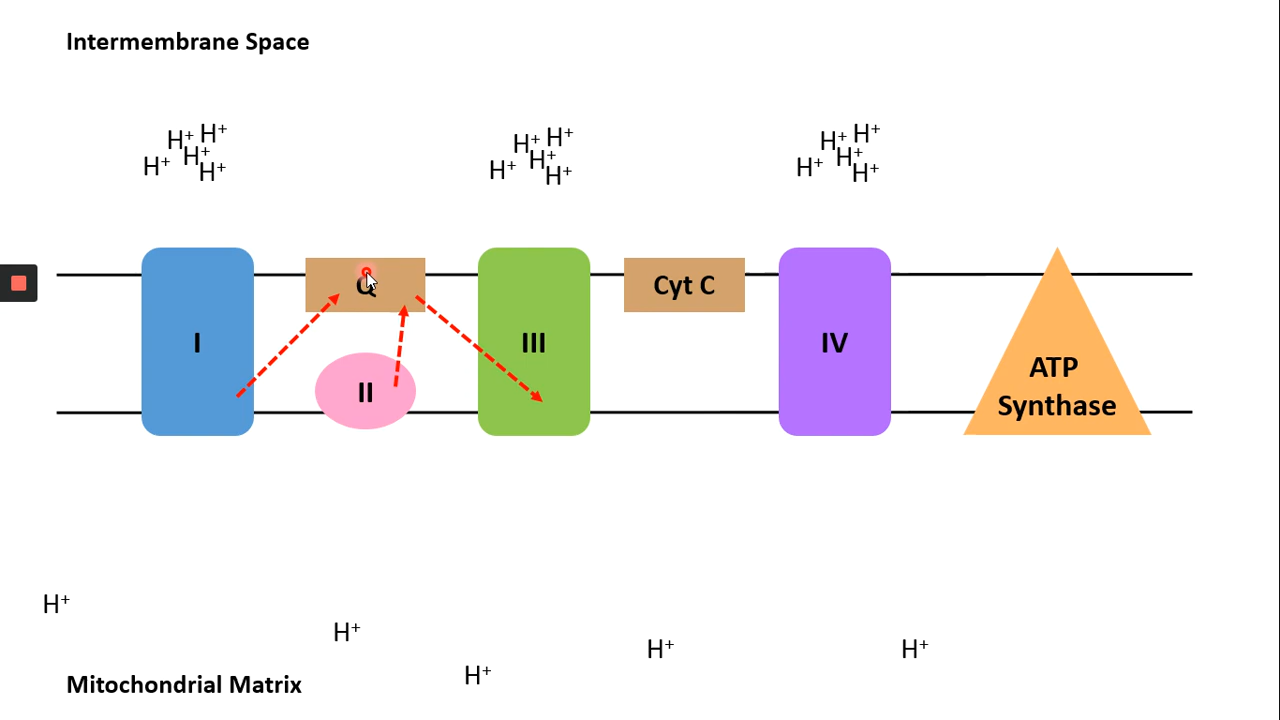 Intermembrane Space
H⁺ H⁺ H⁺ H⁺ H⁺
H⁺ H⁺ H⁺ H⁺ H⁺
H⁺ H⁺ H⁺ H⁺ H⁺
I
Q
II
III
Cyt C
IV
ATP
Synthase
H⁺
H⁺
H⁺
H⁺
H⁺
Mitochondrial Matrix